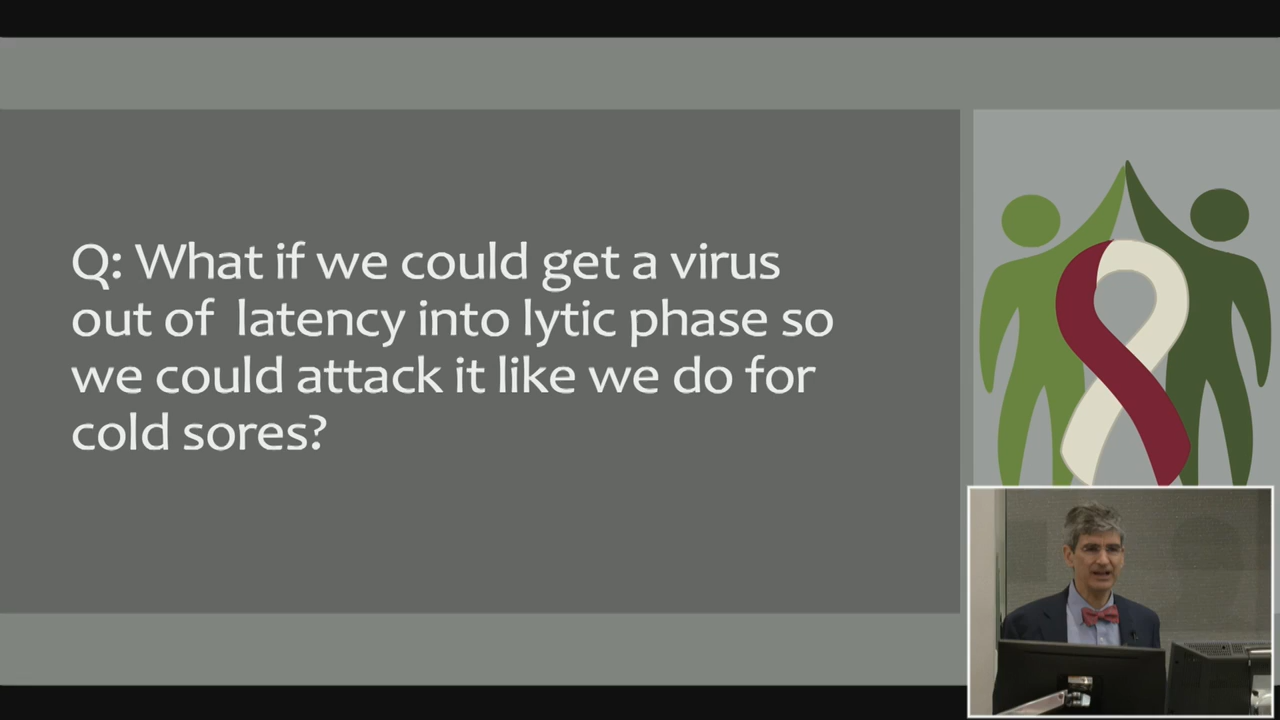 Q: What if we could get a virus
out of  latency into lytic phase so
we could attack it like we do for
cold sores?